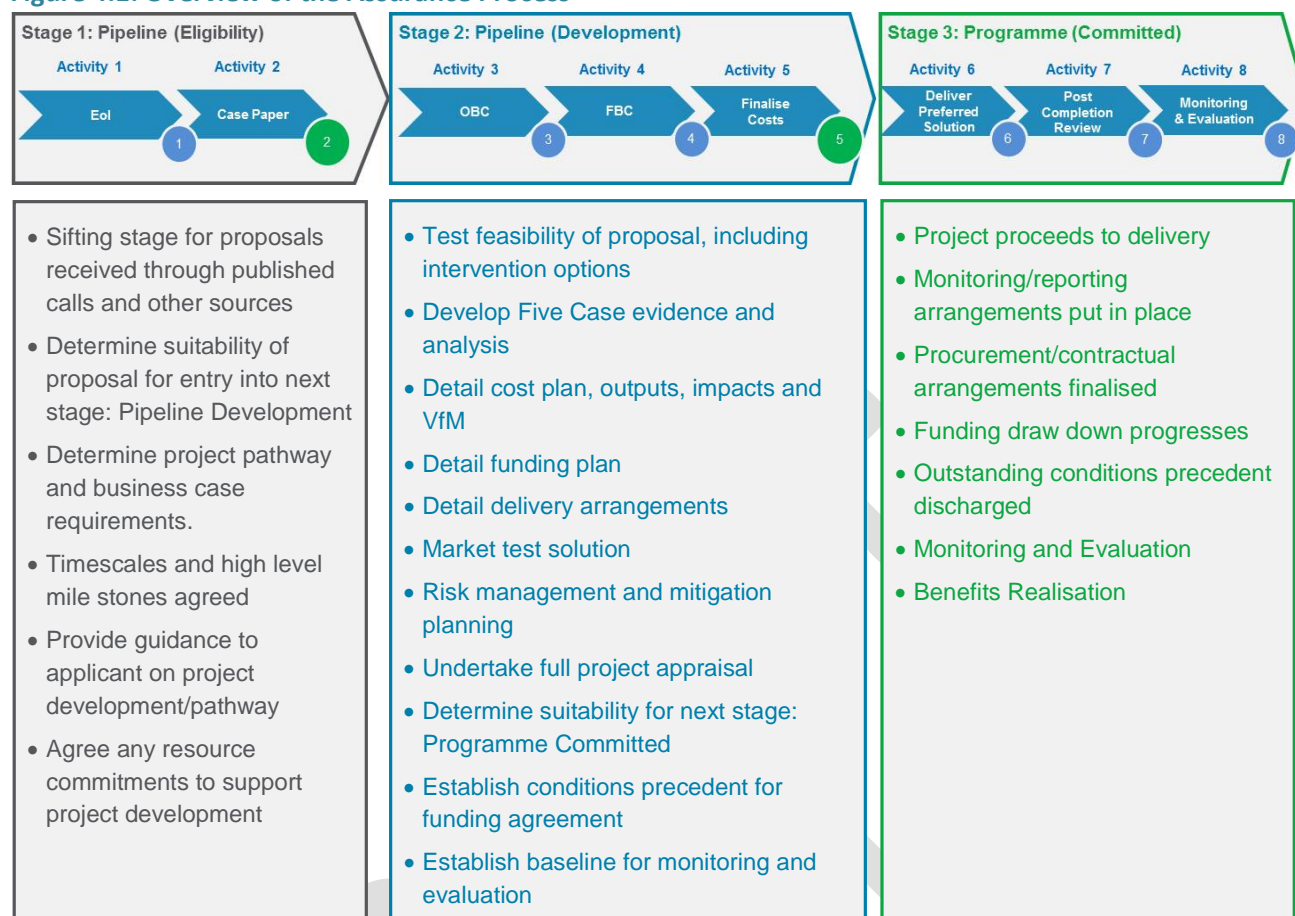 Stage 1: Pipeline (Eligibility)
Activity 1
Activity 2
EoI
Case Paper
1
2
Stage 2: Pipeline (Development)
Activity 3
Activity 4
Activity 5
OBC
FBC
Finalise
Costs
3
4
5
Stage 3: Programme (Committed)
Activity 6
Activity 7
Activity 8
Deliver
Preferred
Solution
Post
Completion
Review
Monitoring
& Evaluation
6
7
8
• Sifting stage for proposals
received through published
calls and other sources
• Determine suitability of
proposal for entry into next
stage: Pipeline Development
• Determine project pathway
and business case
requirements.
• Timescales and high level
mile stones agreed
• Provide guidance to
applicant on project
development/pathway
• Agree any resource
commitments to support
project development
• Test feasibility of proposal, including
intervention options
• Develop Five Case evidence and
analysis
• Detail cost plan, outputs, impacts and
VfM
• Detail funding plan
• Detail delivery arrangements
• Market test solution
• Risk management and mitigation
planning
• Undertake full project appraisal
• Determine suitability for next stage:
Programme Committed
• Establish conditions precedent for
funding agreement
• Establish baseline for monitoring and
evaluation
• Project proceeds to delivery
• Monitoring/reporting
arrangements put in place
• Procurement/contractual
arrangements finalised
• Funding draw down progresses
• Outstanding conditions precedent
discharged
• Monitoring and Evaluation
• Benefits Realisation